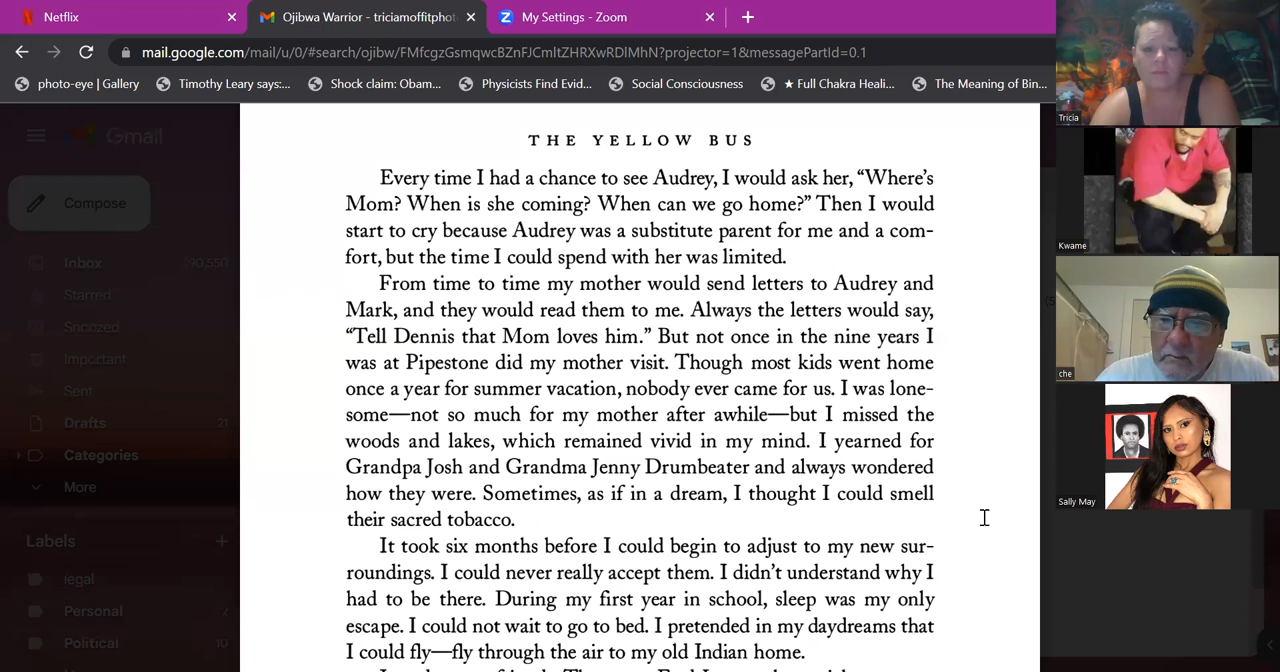 Netflix
Ojibwa Warrior - triciamoffitphot
My Settings - Zoom
mail.google.com/mail/u/0/#search/ojibw/FMfcgzGsmqwcBZnFJCmltZHRXwRDlMhN?projector=1&messagePartId=0.1
photo-eye | Gallery
Timothy Leary says:...
Shock claim: Obam...
Physicists Find Evid...
Social Consciousness
★ Full Chakra Heali...
The Meaning of Bin...
Gmail
Compose
Inbox
Starred
Snoozed
Important
Sent
Drafts 21
Categories
More
Labels
legal
Personal 2
Political 10
THE YELLOW BUS
Every time I had a chance to see Audrey, I would ask her, “Where’s
Mom? When is she coming? When can we go home?” Then I would
start to cry because Audrey was a substitute parent for me and a com-
fort, but the time I could spend with her was limited.
From time to time my mother would send letters to Audrey and
Mark, and they would read them to me. Always the letters would say,
“Tell Dennis that Mom loves him.” But not once in the nine years I
was at Pipestone did my mother visit. Though most kids went home
once a year for summer vacation, nobody ever came for us. I was lone-
some—not so much for my mother after awhile—but I missed the
woods and lakes, which remained vivid in my mind. I yearned for
Grandpa Josh and Grandma Jenny Drumbeater and always wondered
how they were. Sometimes, as if in a dream, I thought I could smell
their sacred tobacco.
It took six months before I could begin to adjust to my new sur-
roundings. I could never really accept them. I didn’t understand why I
had to be there. During my first year in school, sleep was my only
escape. I could not wait to go to bed. I pretended in my daydreams that
I could fly—fly through the air to my old Indian home.
Tricia
Kwame
che
Sally May